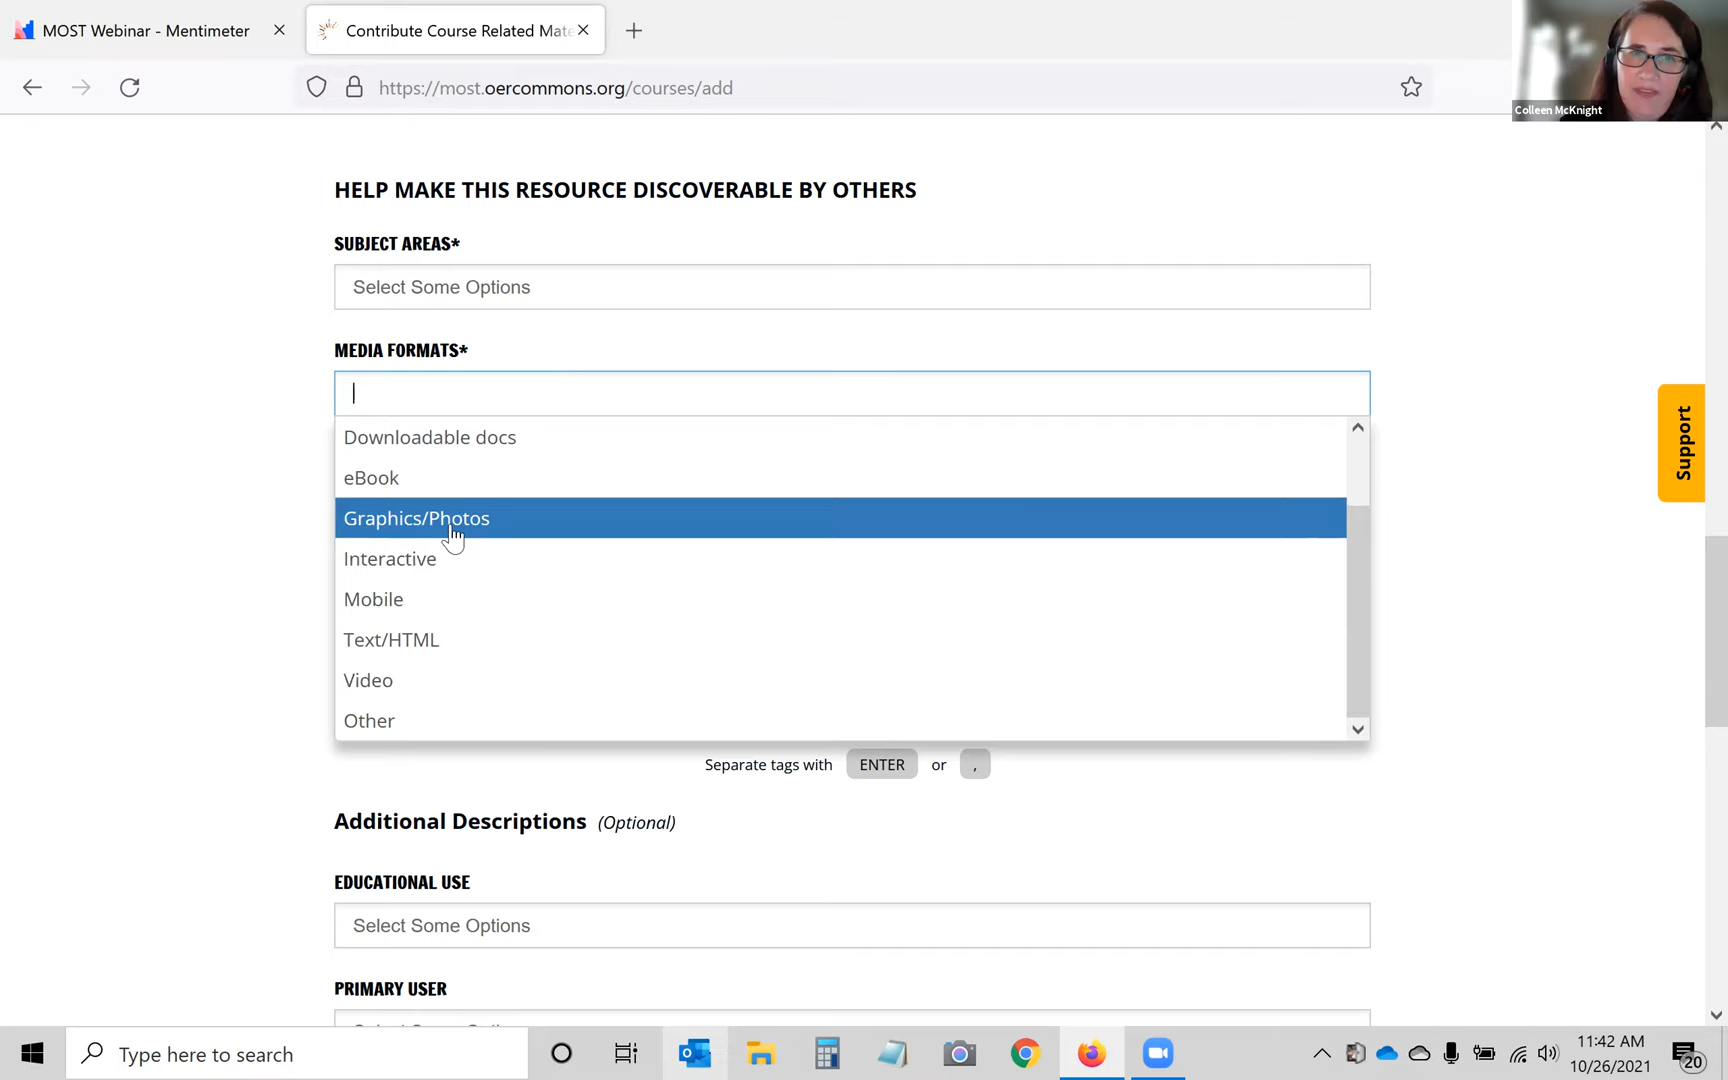 MOST Webinar - Mentimeter
Contribute Course Related Mate
https://most.oercommons.org/courses/add
Colleen McKnight
HELP MAKE THIS RESOURCE DISCOVERABLE BY OTHERS
SUBJECT AREAS*
Select Some Options
MEDIA FORMATS*
Downloadable docs
eBook
Graphics/Photos
Interactive
Mobile
Text/HTML
Video
Other
Support
Separate tags with ENTER or ,
Additional Descriptions (Optional)
EDUCATIONAL USE
Select Some Options
PRIMARY USER
Type here to search
11:42 AM
10/26/2021
20